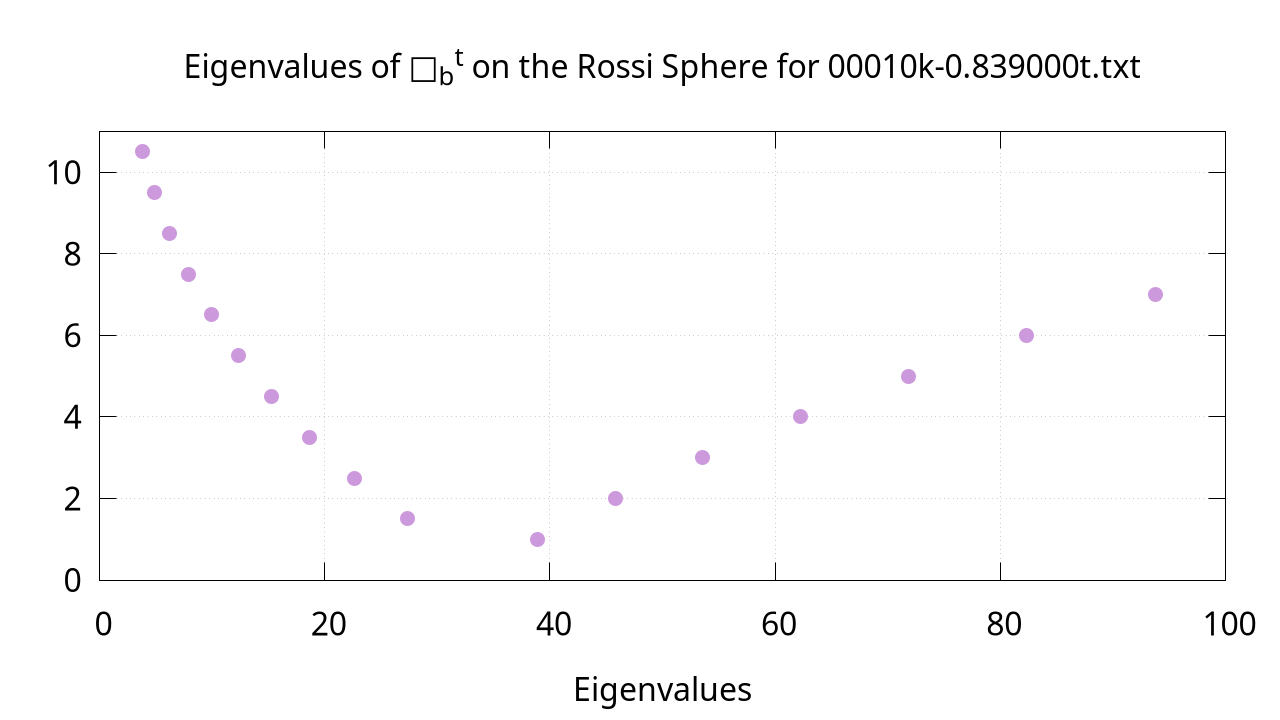 Eigenvalues of □bt on the Rossi Sphere for 00010k-0.839000t.txt
10
8
6
4
2
0
0 20 40 60 80 100
Eigenvalues